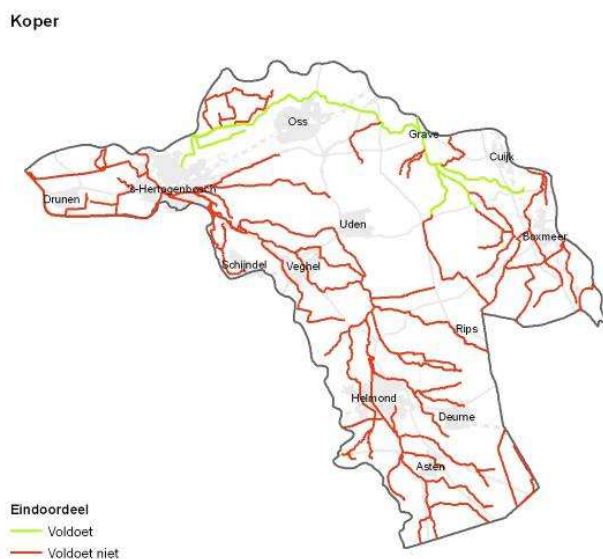 Koper
Oss
Grave
Cuijk
Drunen
's-Hertogenbosch
Uden
Boxmeer
Schijndel
Veghel
Rips
Helmond
Deurne
Asten
Eindoordeel
Voldoet
Voldoet niet